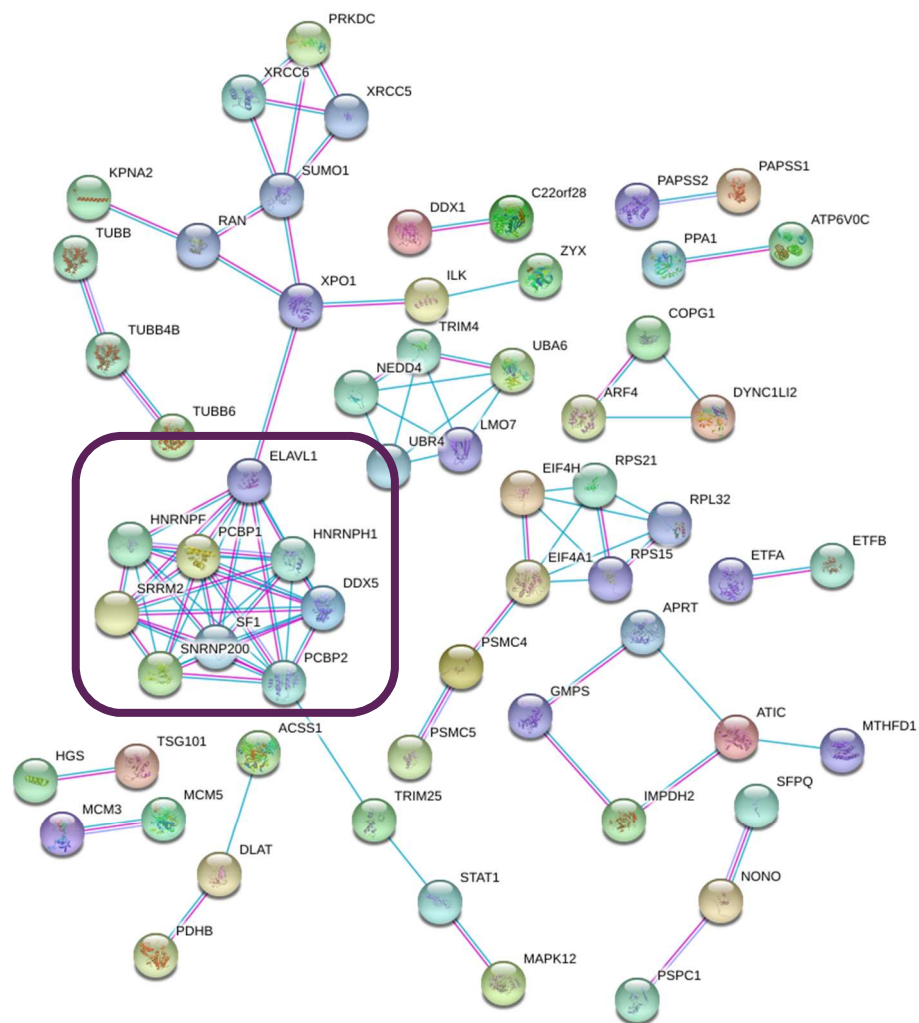 PRKDC
XRCC6
XRCC5
SUMO1
KPNA2
RAN
TUBB
XPO1
TUBB4B
TUBB6
DDX1
C22orf28
ILK
ZYX
PAPSS2
PAPSS1
PPA1
ATP6V0C
TRIM4
NEDD4
UBA6
UBR4
LMO7
COPG1
ARF4
DYNC1LI2
ELAVL1
HNRNPF
PCBP1
HNRNPH1
SRRM2
DDX5
SF1
SNRNP200
PCBP2
EIF4H
RPS21
RPL32
EIF4A1
RPS15
ETFA
ETFB
PSMC4
PSMC5
APRT
GMPS
ATIC
MTHFD1
IMPDH2
HGS
TSG101
MCM3
MCM5
ACSS1
DLAT
PDHB
TRIM25
STAT1
MAPK12
SFPQ
NONO
PSPC1